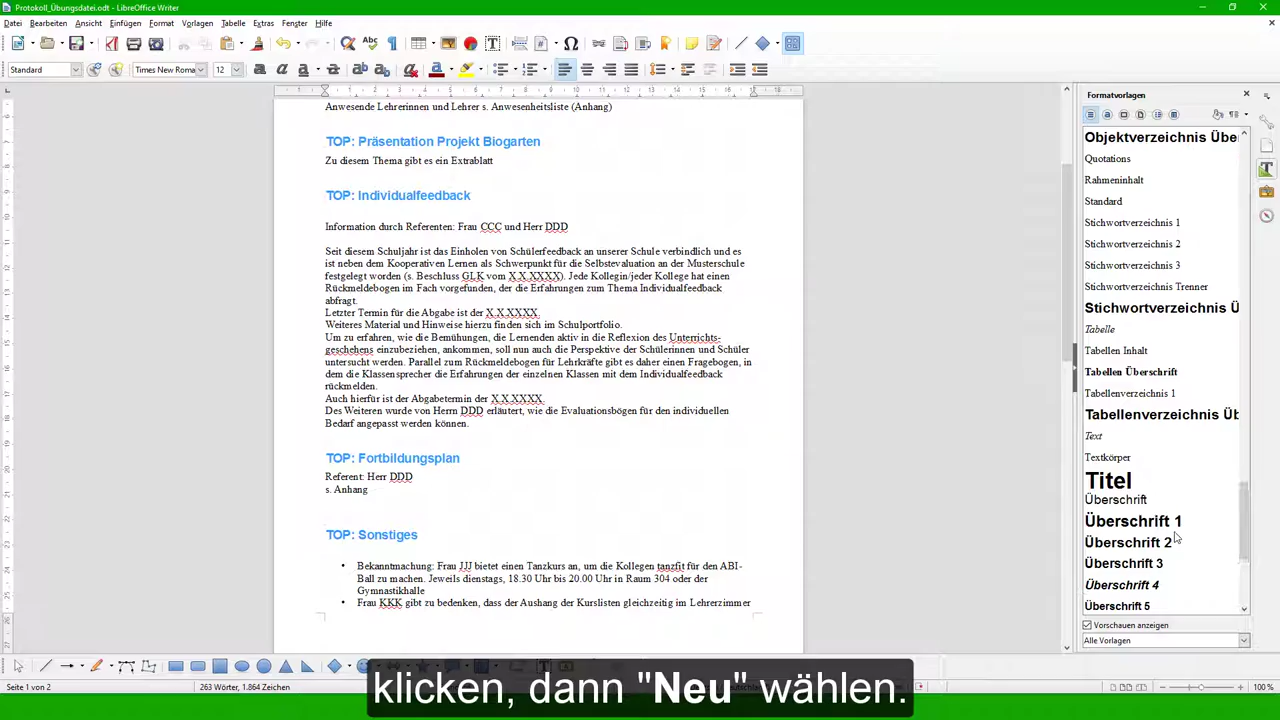 Protokoll_Übungsdatei.odt - LibreOffice Writer
Datei Bearbeiten Ansicht Einfügen Format Vorlagen Tabelle Extras Fenster Hilfe
Standard Times New Roma 12
Anwesende Lehrerinnen und Lehrer s. Anwesenheitsliste (Anhang)
TOP: Präsentation Projekt Biogarten
Zu diesem Thema gibt es ein Extrablatt
TOP: Individualfeedback
Information durch Referenten: Frau CCC und Herr DDD
Seit diesem Schuljahr ist das Einholen von Schülerfeedback an unserer Schule verbindlich und es
ist neben dem Kooperativen Lernen als Schwerpunkt für die Selbstevaluation an der Musterschule
festgelegt worden (s. Beschluss GLK vom X.X.XXXX). Jede Kollegin/jeder Kollege hat einen
Rückmeldebogen im Fach vorgefunden, der die Erfahrungen zum Thema Individualfeedback
abfragt.
Letzter Termin für die Abgabe ist der X.X.XXXX.
Weiteres Material und Hinweise hierzu finden sich im Schulportfolio.
Um zu erfahren, wie die Bemühungen, die Lernenden aktiv in die Reflexion des Unterrichts-
geschehens einzubeziehen, ankommen, soll nun auch die Perspektive der Schülerinnen und Schüler
untersucht werden. Parallel zum Rückmeldebogen für Lehrkräfte gibt es daher einen Fragebogen, in
dem die Klassensprecher die Erfahrungen der einzelnen Klassen mit dem Individualfeedback
rückmelden.
Auch hierfür ist der Abgabetermin der X.X.XXXX.
Des Weiteren wurde von Herrn DDD erläutert, wie die Evaluationsbögen für den individuellen
Bedarf angepasst werden können.
TOP: Fortbildungsplan
Referent: Herr DDD
s. Anhang
TOP: Sonstiges
• Bekanntmachung: Frau JJJ bietet einen Tanzkurs an, um die Kollegen tanzfit für den ABI-
Ball zu machen. Jeweils dienstags, 18.30 Uhr bis 20.00 Uhr in Raum 304 oder der
Gymnastikhalle
• Frau KKK gibt zu bedenken, dass der Aushang der Kurslisten gleichzeitig im Lehrerzimmer
Formatvorlagen
Objektverzeichnis Übe
Quotations
Rahmeninhalt
Standard
Stichwortverzeichnis 1
Stichwortverzeichnis 2
Stichwortverzeichnis 3
Stichwortverzeichnis Trenner
Stichwortverzeichnis Ü
Tabelle
Tabellen Inhalt
Tabellen Überschrift
Tabellenverzeichnis 1
Tabellenverzeichnis Üb
Text
Textkörper
Titel
Überschrift
Überschrift 1
Überschrift 2
Überschrift 3
Überschrift 4
Überschrift 5
Vorschauen anzeigen
Alle Vorlagen
Seite 1 von 2 263 Wörter, 1.864 Zeichen 100 %
klicken, dann "Neu" wählen.